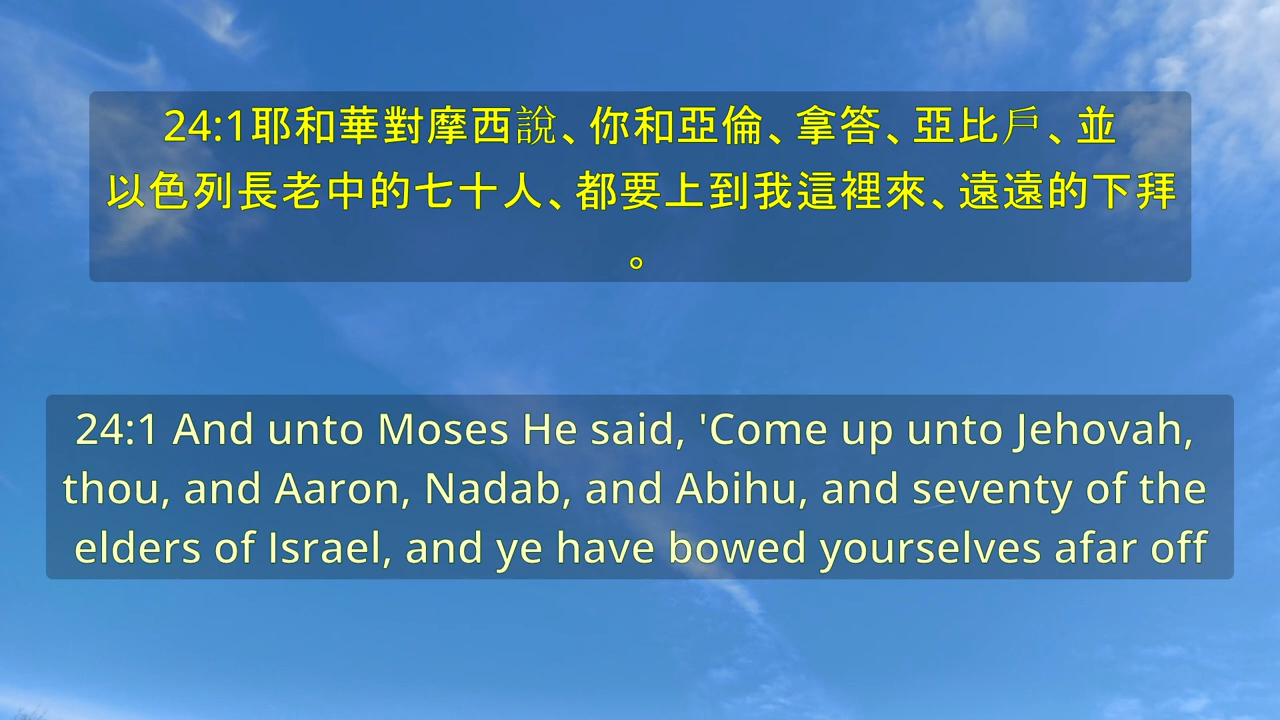 24:1耶和華對摩西說、你和亞倫、拿答、亞比戶、並
以色列長老中的七十人、都要上到我這裡來、遠遠的下拜
。
24:1 And unto Moses He said, 'Come up unto Jehovah,
thou, and Aaron, Nadab, and Abihu, and seventy of the
elders of Israel, and ye have bowed yourselves afar off